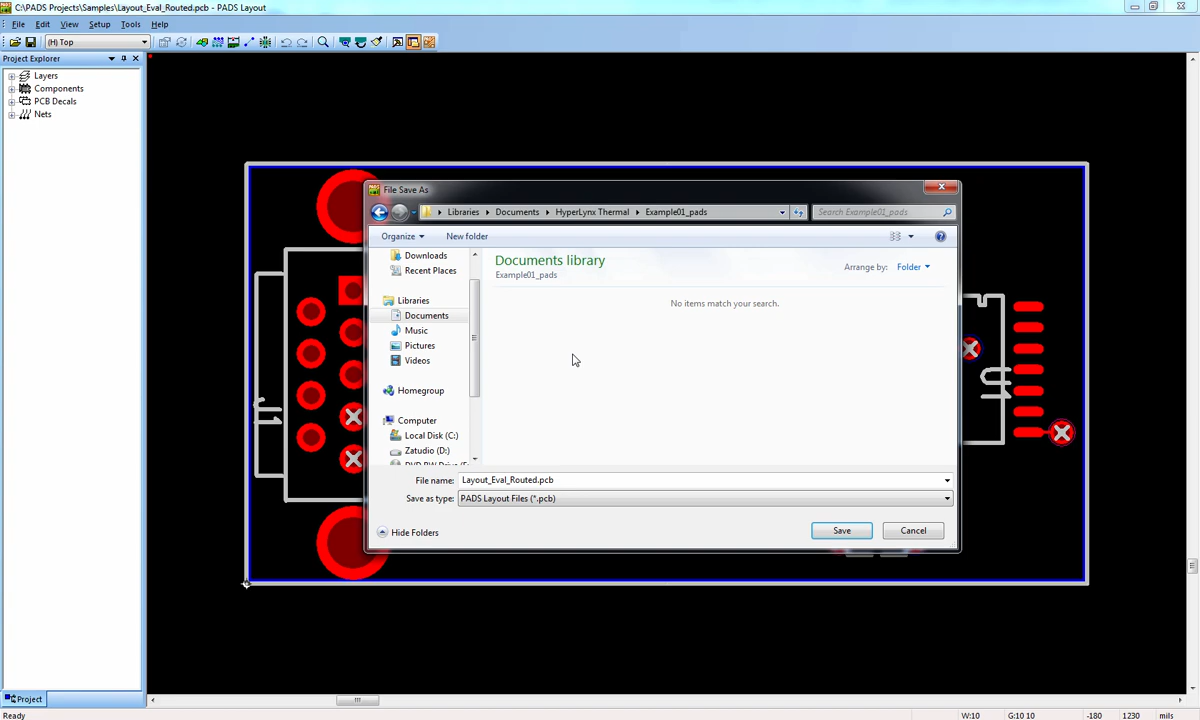 C:\PADS Projects\Samples\Layout_Eval_Routed.pcb - PADS Layout
File Edit View Setup Tools Help
(H) Top
Project Explorer
Layers
Components
PCB Decals
Nets
File Save As
Libraries Documents HyperLynx Thermal Example01_pads
Search Example01_pads
Organize New folder
Downloads
Recent Places
Libraries
Documents
Music
Pictures
Videos
Homegroup
Computer
Local Disk (C:)
Zatudio (D:)
Documents library
Example01_pads
Arrange by: Folder
No items match your search.
File name: Layout_Eval_Routed.pcb
Save as type: PADS Layout Files (*.pcb)
Hide Folders
Save Cancel
J1
U1
Project
Ready
W:10 G:10 10 -180 1230 mils